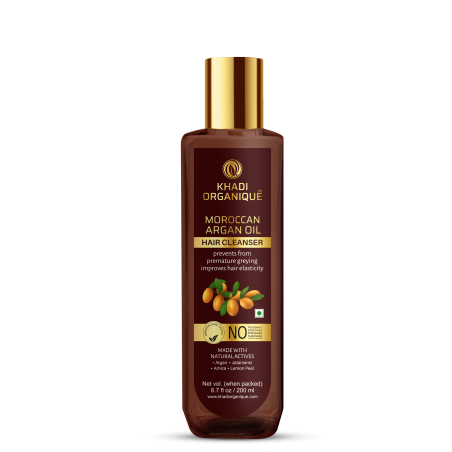 KHADI
ORGANIQUE
MOROCCAN
ARGAN OIL
HAIR CLEANSER
prevents from
premature greying
improves hair elasticity
NO
MADE WITH
NATURAL ACTIVES
• Argan • Jatamansi
• Arnica • Lemon Peel
Net vol. (when packed)
6.7 fl oz / 200 ml
www.khadiorganique.com